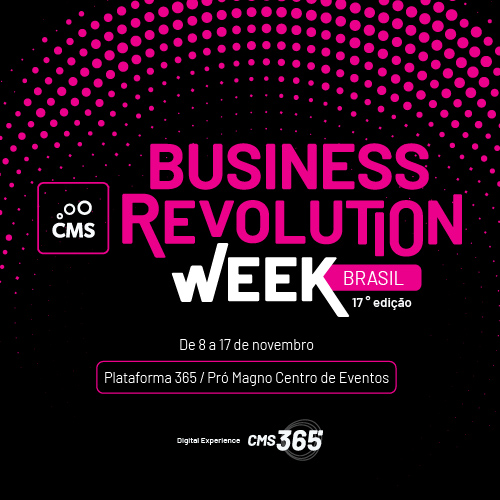 BUSINESS
CMS
REVOLUTION
WEEK
BRASIL
17° edição
De 8 a 17 de novembro
Plataforma 365 / Pró Magno Centro de Eventos
Digital Experience CMS365